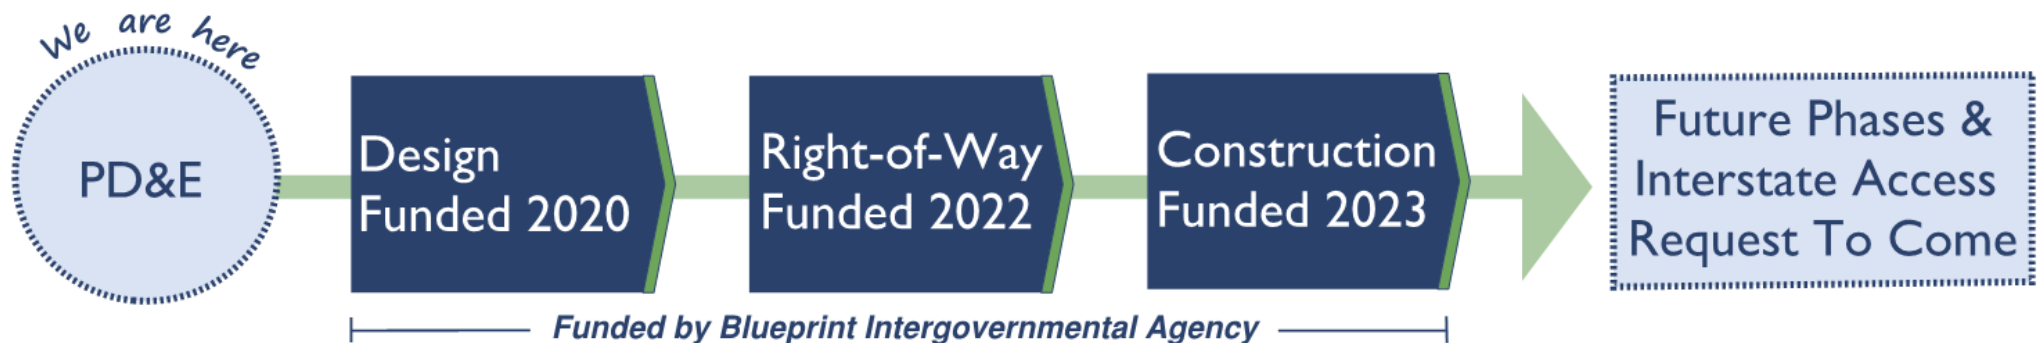 We are here
PD&E
Design
Funded 2020
Right-of-Way
Funded 2022
Construction
Funded 2023
Future Phases &
Interstate Access
Request To Come
Funded by Blueprint Intergovernmental Agency